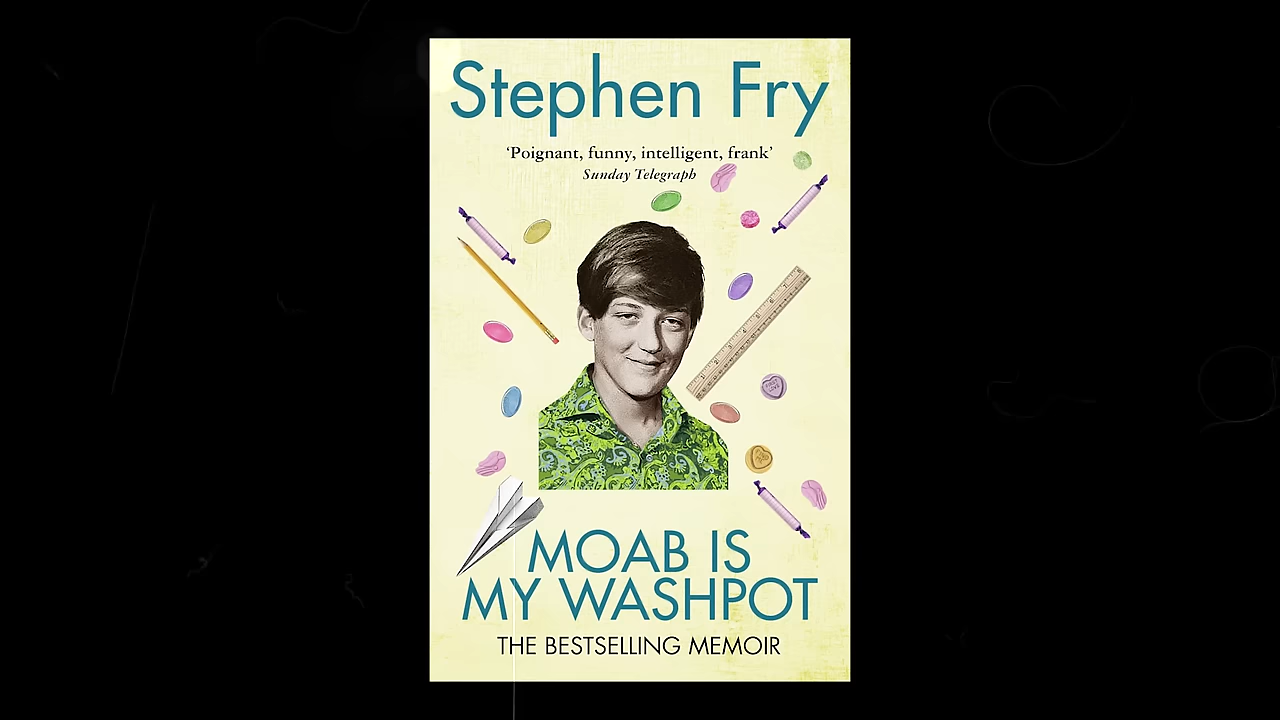 Stephen Fry
‘Poignant, funny, intelligent, frank’
Sunday Telegraph
MOAB IS
MY WASHPOT
THE BESTSELLING MEMOIR